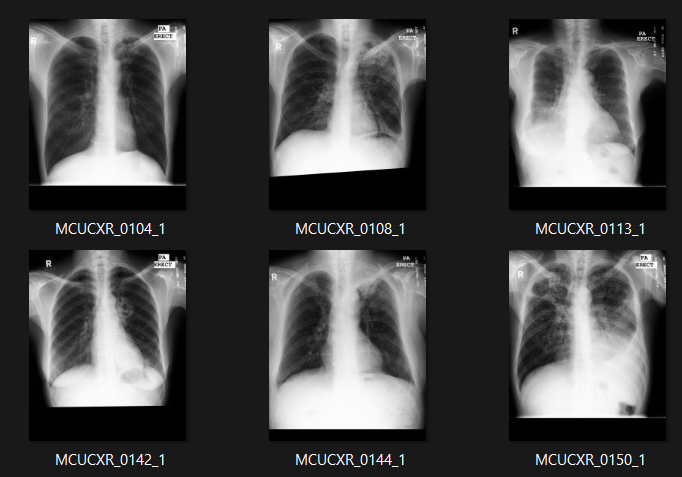 R
PA
ERECT
R
PA
ERECT
R
PA
ERECT
MCUCXR_0104_1
MCUCXR_0108_1
MCUCXR_0113_1
R
PA
ERECT
R
PA
ERECT
R
PA
ERECT
MCUCXR_0142_1
MCUCXR_0144_1
MCUCXR_0150_1